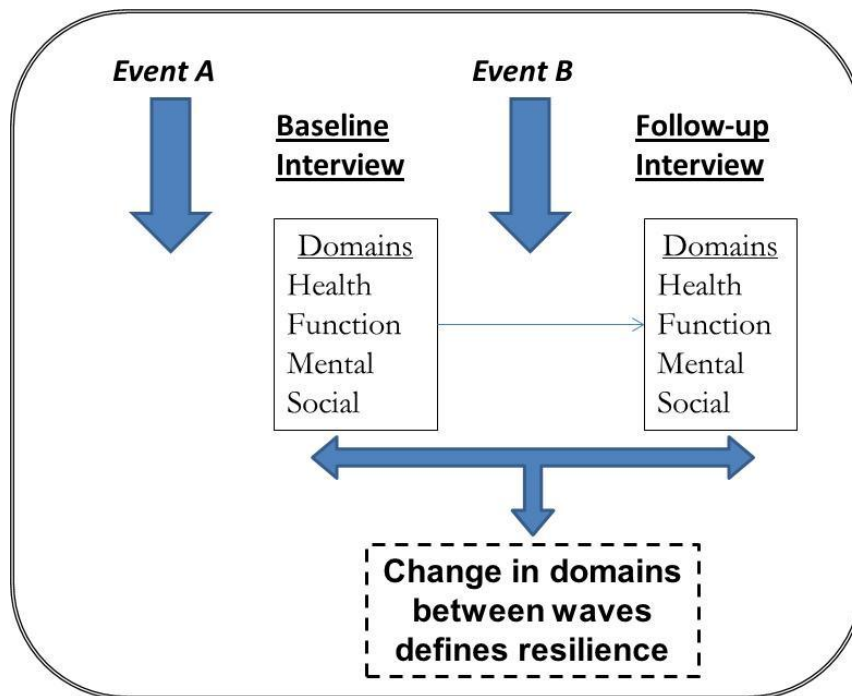 Event A
Event B
Baseline
Interview
Follow-up
Interview
Domains
Health
Function
Mental
Social
Domains
Health
Function
Mental
Social
Change in domains
between waves
defines resilience